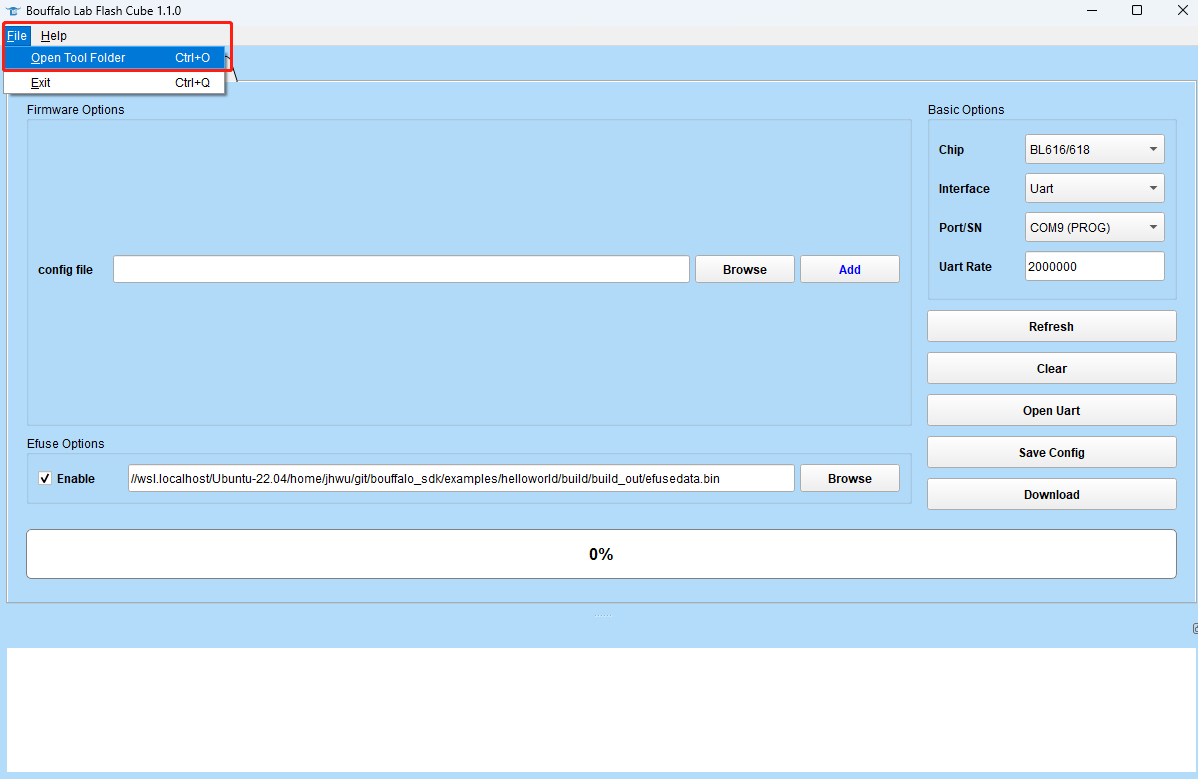 Bouffalo Lab Flash Cube 1.1.0
File Help
Open Tool Folder Ctrl+O
Exit Ctrl+Q
Firmware Options
config file Browse Add
Efuse Options
Enable //wsl.localhost/Ubuntu-22.04/home/jhwu/git/bouffalo_sdk/examples/helloworld/build/build_out/efusedata.bin Browse
Basic Options
Chip BL616/618
Interface Uart
Port/SN COM9 (PROG)
Uart Rate 2000000
Refresh
Clear
Open Uart
Save Config
Download
0%